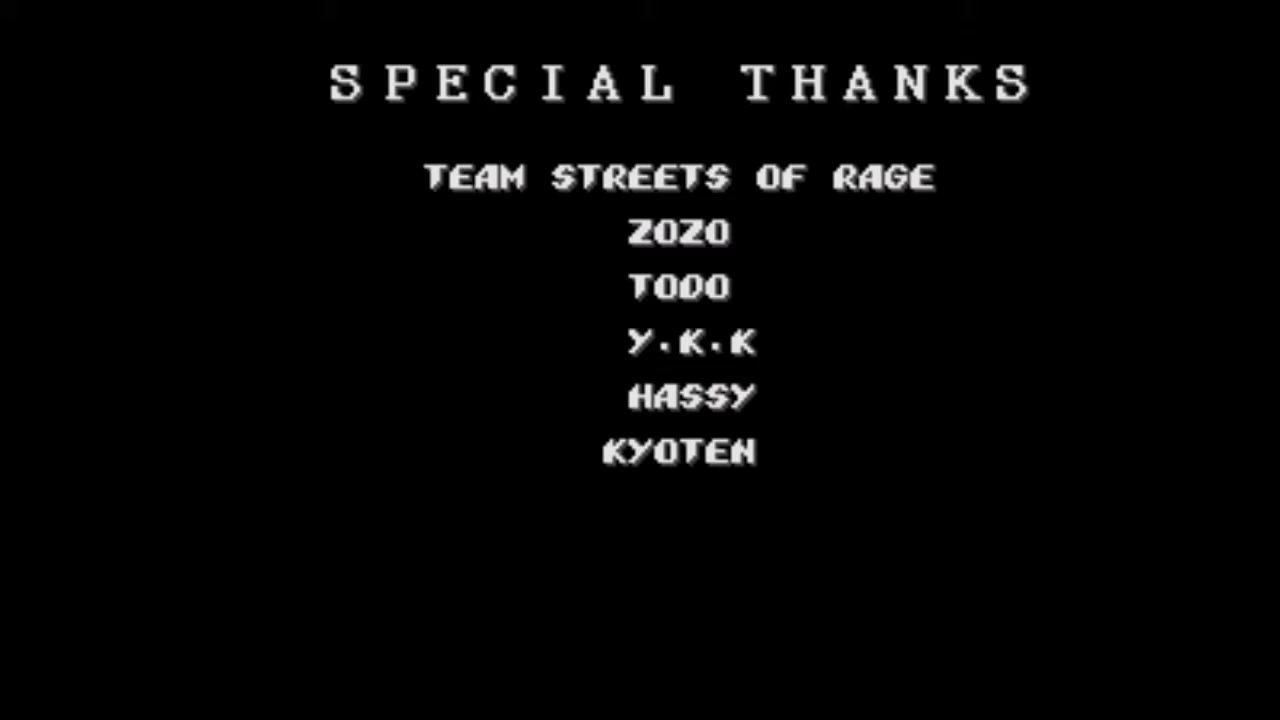 SPECIAL THANKS
TEAM STREETS OF RAGE
ZOZO
TODO
Y.K.K
HASSY
KYOTEN